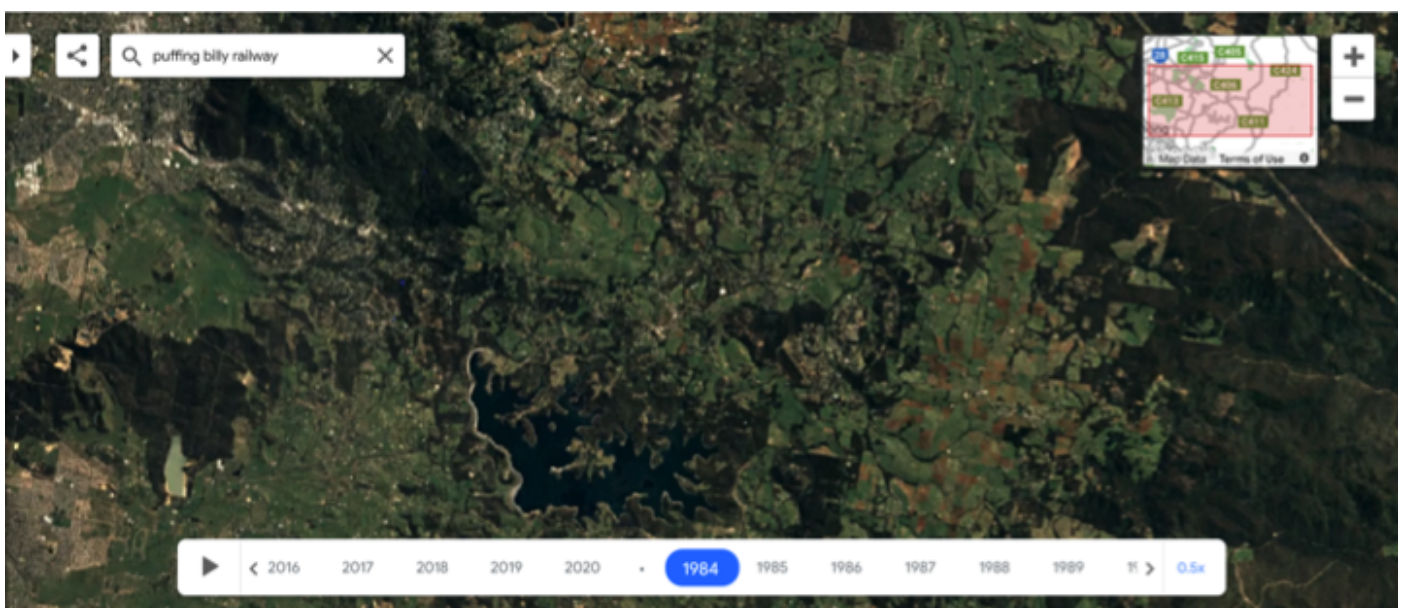 puffing billy railway
C415 C405
C424
C406
C413
C411
Map Data Terms of Use
2016 2017 2018 2019 2020 1984 1985 1986 1987 1988 1989 0.5x